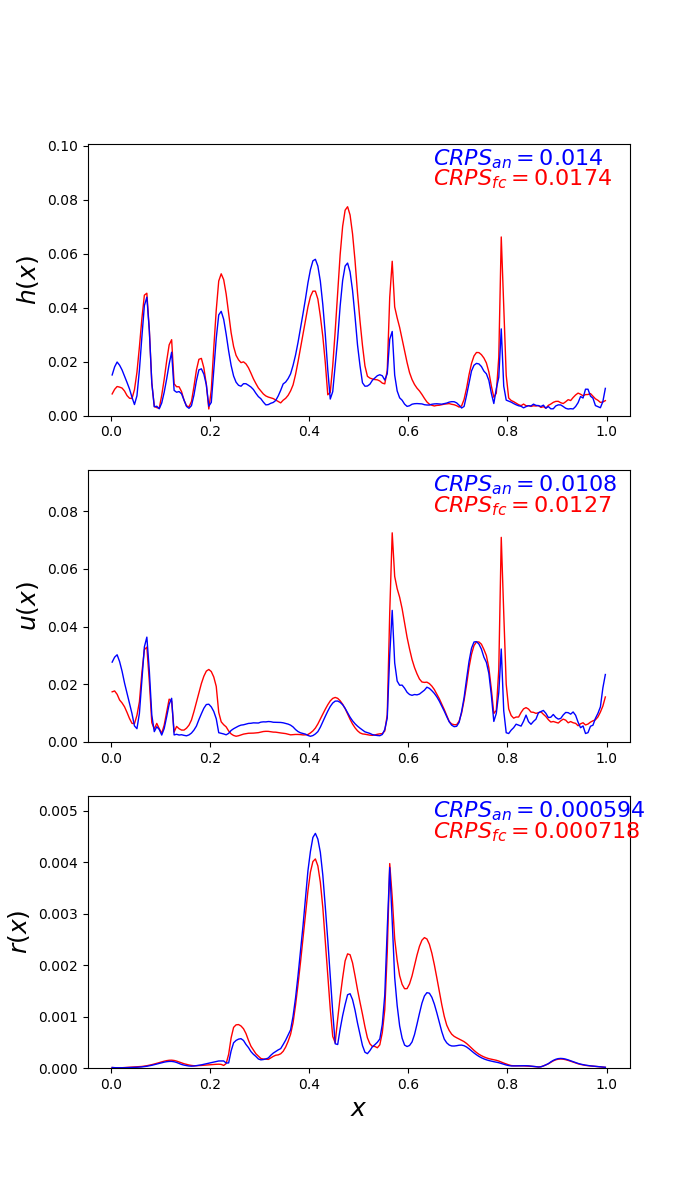 0.10
CRPS_an = 0.014
CRPS_fc = 0.0174
0.08
0.06
h(x)
0.04
0.02
0.00
0.0 0.2 0.4 0.6 0.8 1.0
CRPS_an = 0.0108
CRPS_fc = 0.0127
0.08
0.06
u(x)
0.04
0.02
0.00
0.0 0.2 0.4 0.6 0.8 1.0
CRPS_an = 0.000594
0.005
CRPS_fc = 0.000718
0.004
0.003
r(x)
0.002
0.001
0.000
0.0 0.2 0.4 0.6 0.8 1.0
x